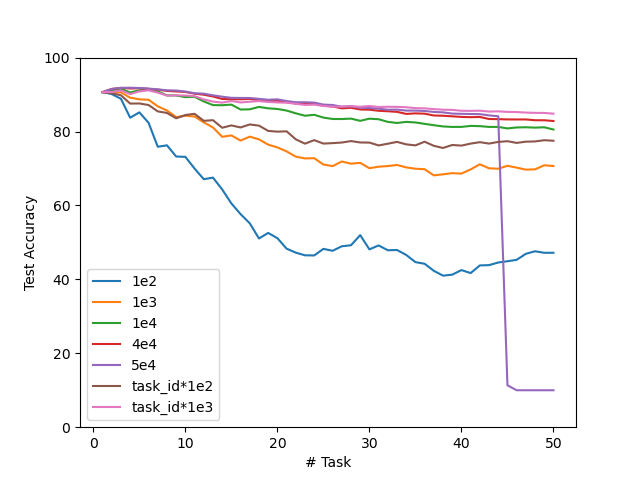 100
80
60
40
20
0
Test Accuracy
1e2
1e3
1e4
4e4
5e4
task_id*1e2
task_id*1e3
0 10 20 30 40 50
# Task